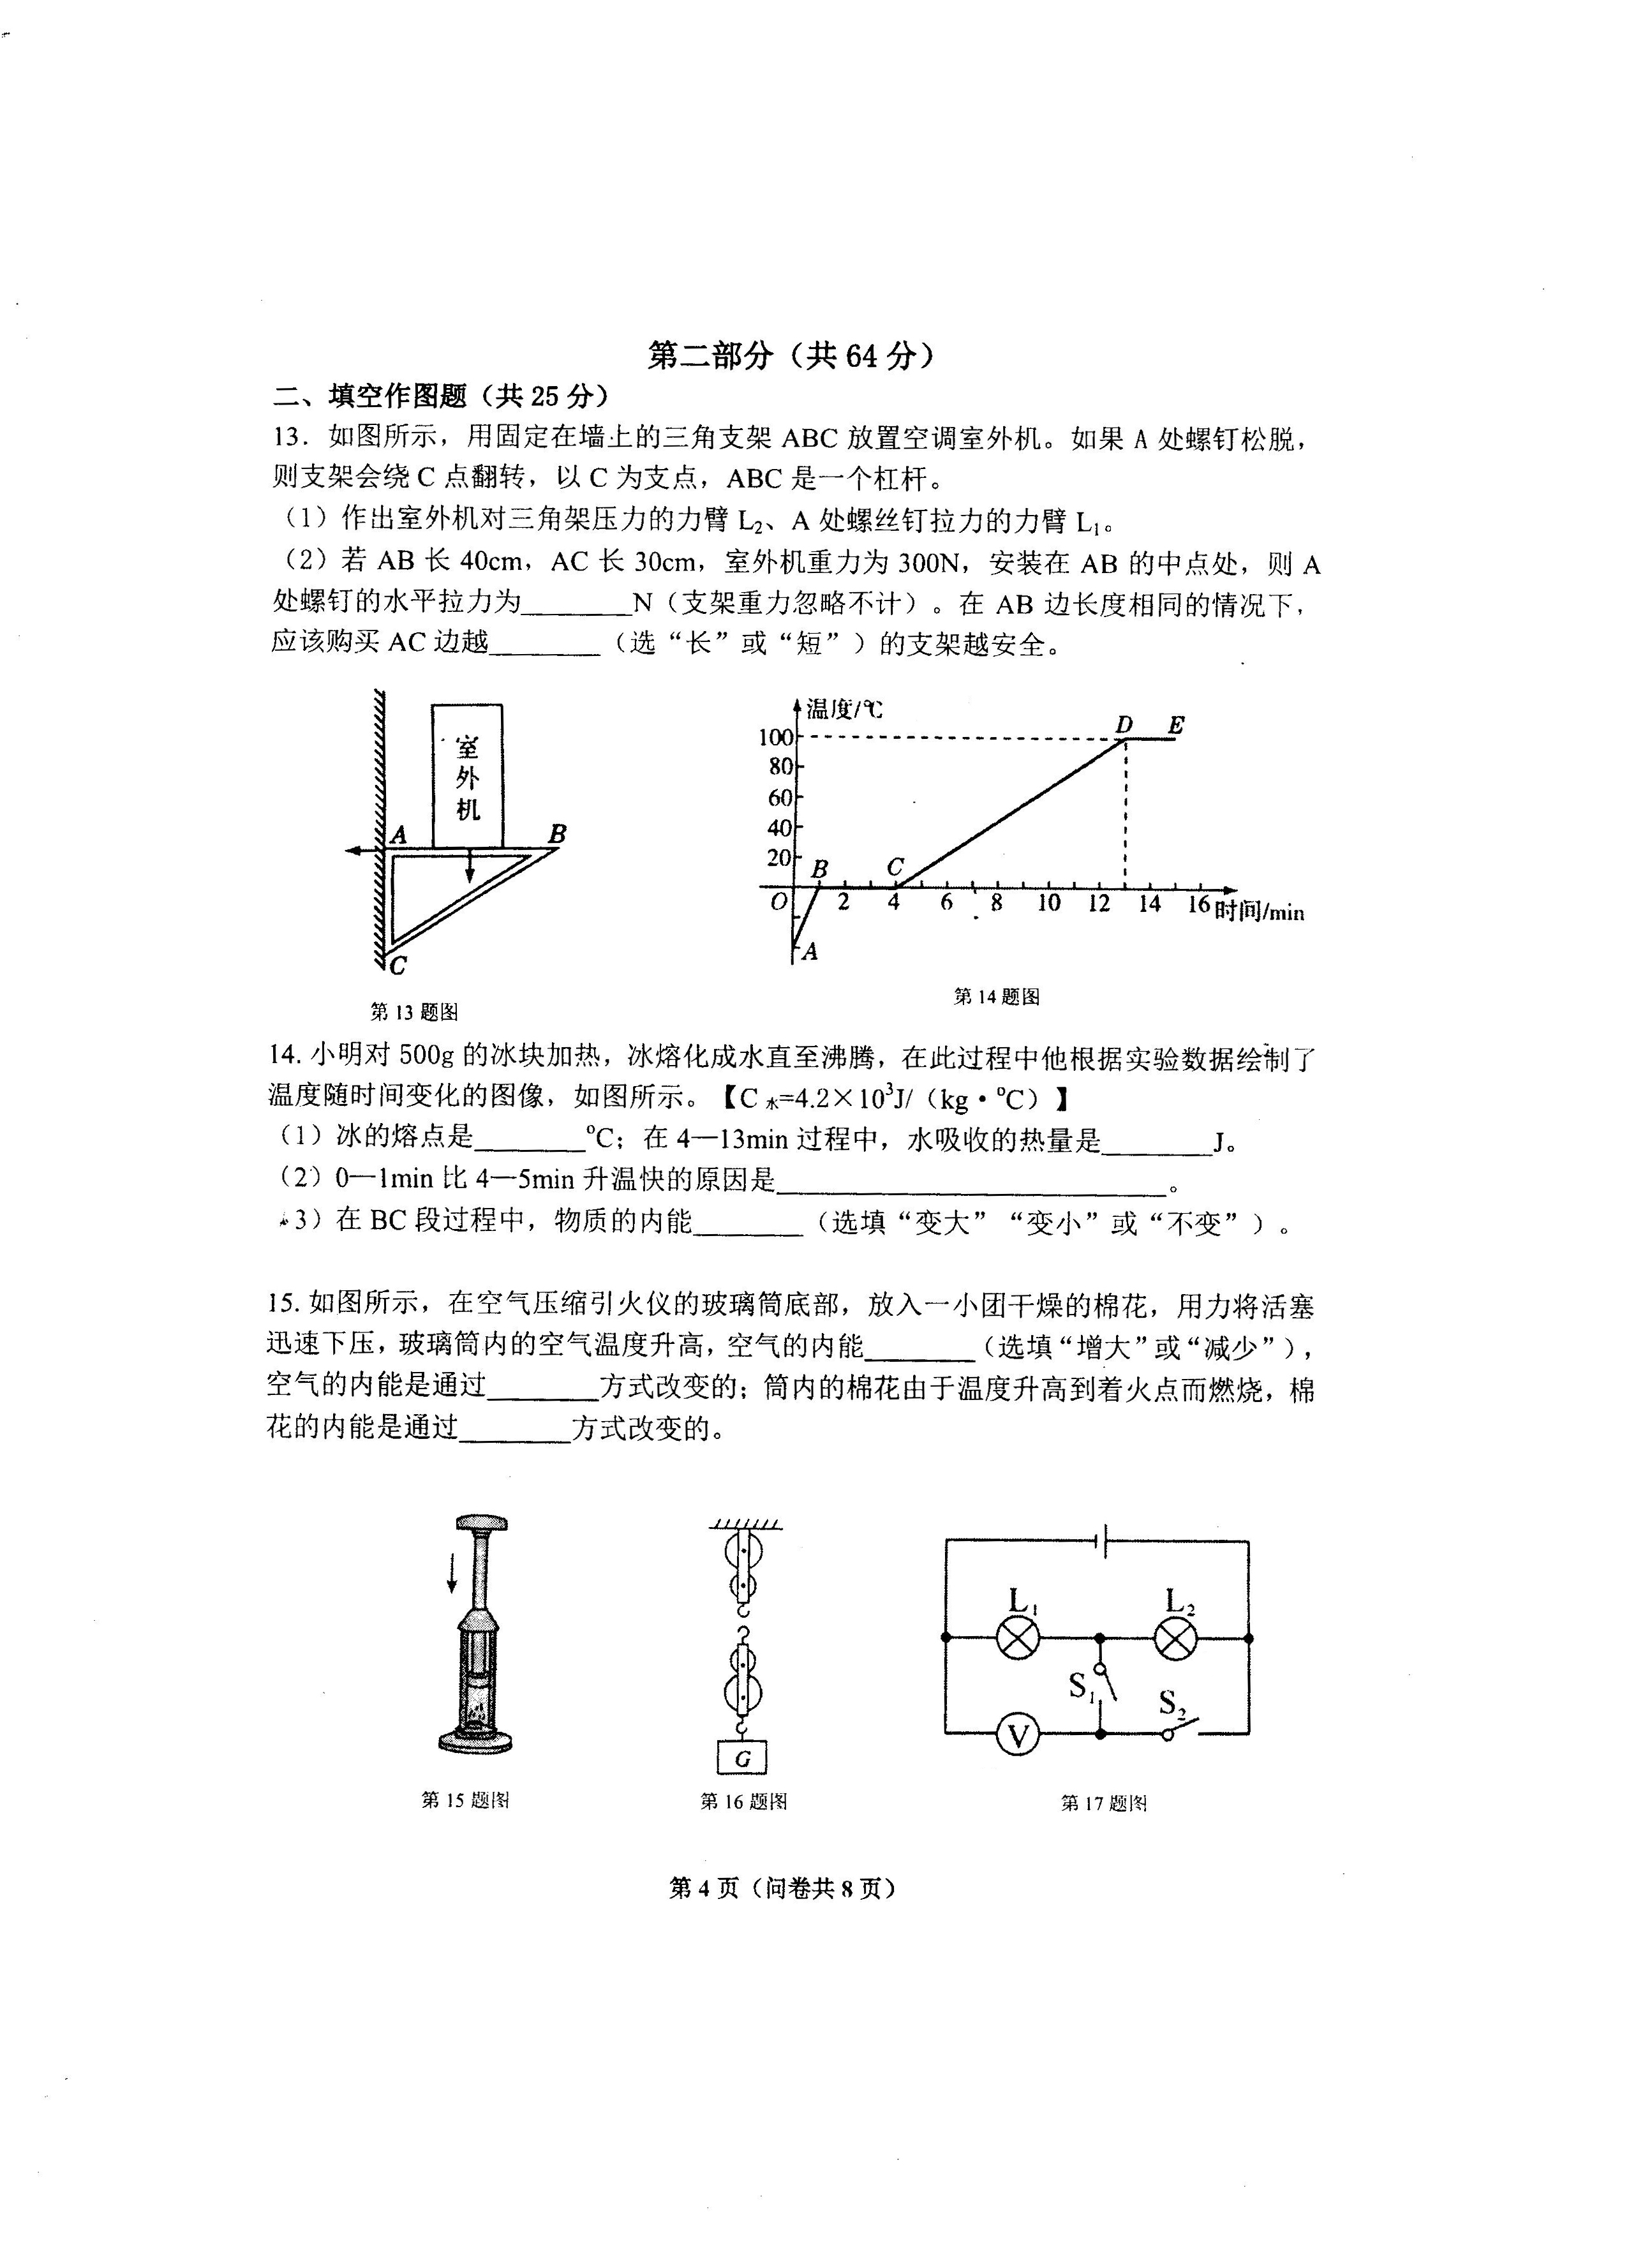 第二部分（共 64 分）
二、填空作图题（共 25 分）
13．如图所示，用固定在墙上的三角支架 ABC 放置空调室外机。如果 A 处螺钉松脱，
则支架会绕 C 点翻转，以 C 为支点，ABC 是一个杠杆。
（1）作出室外机对三角架压力的力臂 L₂、A 处螺丝钉拉力的力臂 L₁。
（2）若 AB 长 40cm，AC 长 30cm，室外机重力为 300N，安装在 AB 的中点处，则 A
处螺钉的水平拉力为________N（支架重力忽略不计）。在 AB 边长度相同的情况下，
应该购买 AC 边越________（选“长”或“短”）的支架越安全。
室外机
A
B
C
第 13 题图
温度/℃
100
80
60
40
20
O
A
B
C
D
E
2 4 6 8 10 12 14 16 时间/min
第 14 题图
14. 小明对 500g 的冰块加热，冰熔化成水直至沸腾，在此过程中他根据实验数据绘制了
温度随时间变化的图像，如图所示。【C 水=4.2×10³J/（kg·⁰C）】
（1）冰的熔点是________⁰C；在 4—13min 过程中，水吸收的热量是________J。
（2）0—1min 比 4—5min 升温快的原因是____________________________。
3）在 BC 段过程中，物质的内能________（选填“变大”“变小”或“不变”）。
15. 如图所示，在空气压缩引火仪的玻璃筒底部，放入一小团干燥的棉花，用力将活塞
迅速下压，玻璃筒内的空气温度升高，空气的内能________（选填“增大”或“减少”），
空气的内能是通过________方式改变的；筒内的棉花由于温度升高到着火点而燃烧，棉
花的内能是通过________方式改变的。
第 15 题图
G
第 16 题图
L₁
L₂
S₁
S₂
V
第 17 题图
第 4 页（问卷共 8 页）